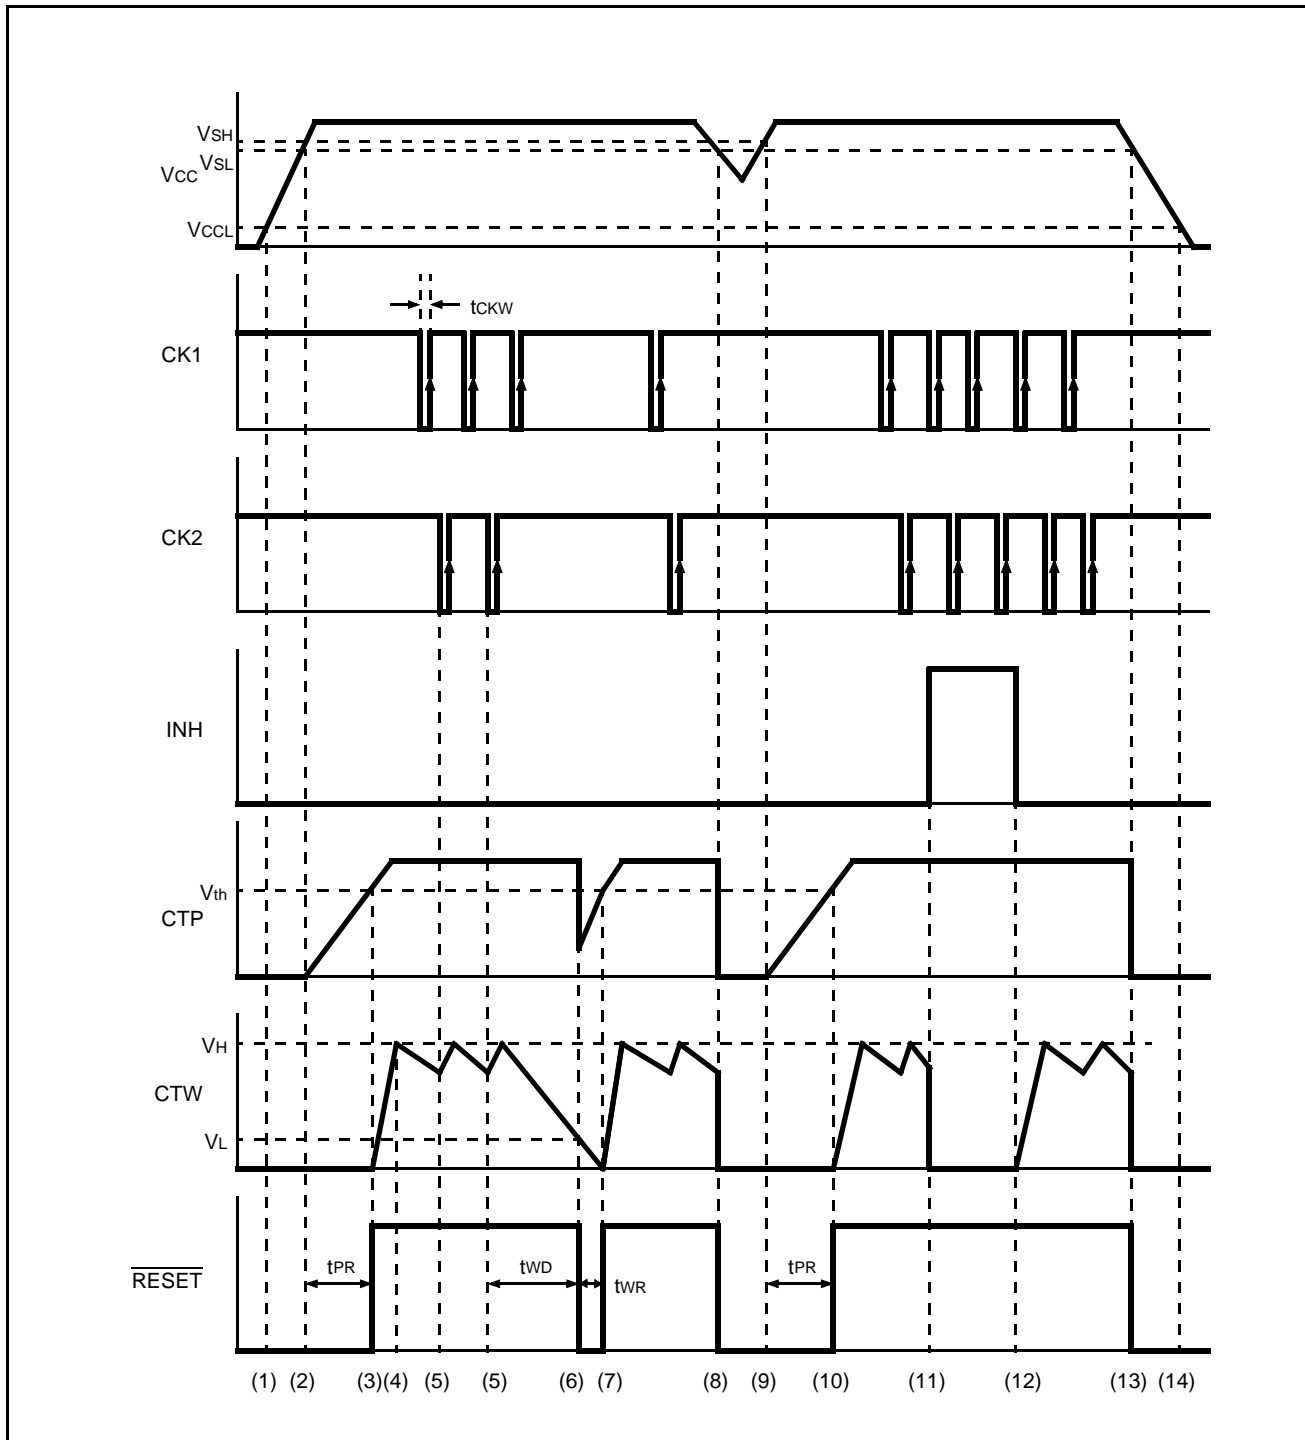 VSH
VSL
VCC
VCCL
tCKW
CK1
CK2
INH
Vth
CTP
VH
CTW
VL
tPR
tWD
tWR
tPR
RESET
(1) (2) (3) (4) (5) (5) (6) (7) (8) (9) (10) (11) (12) (13) (14)